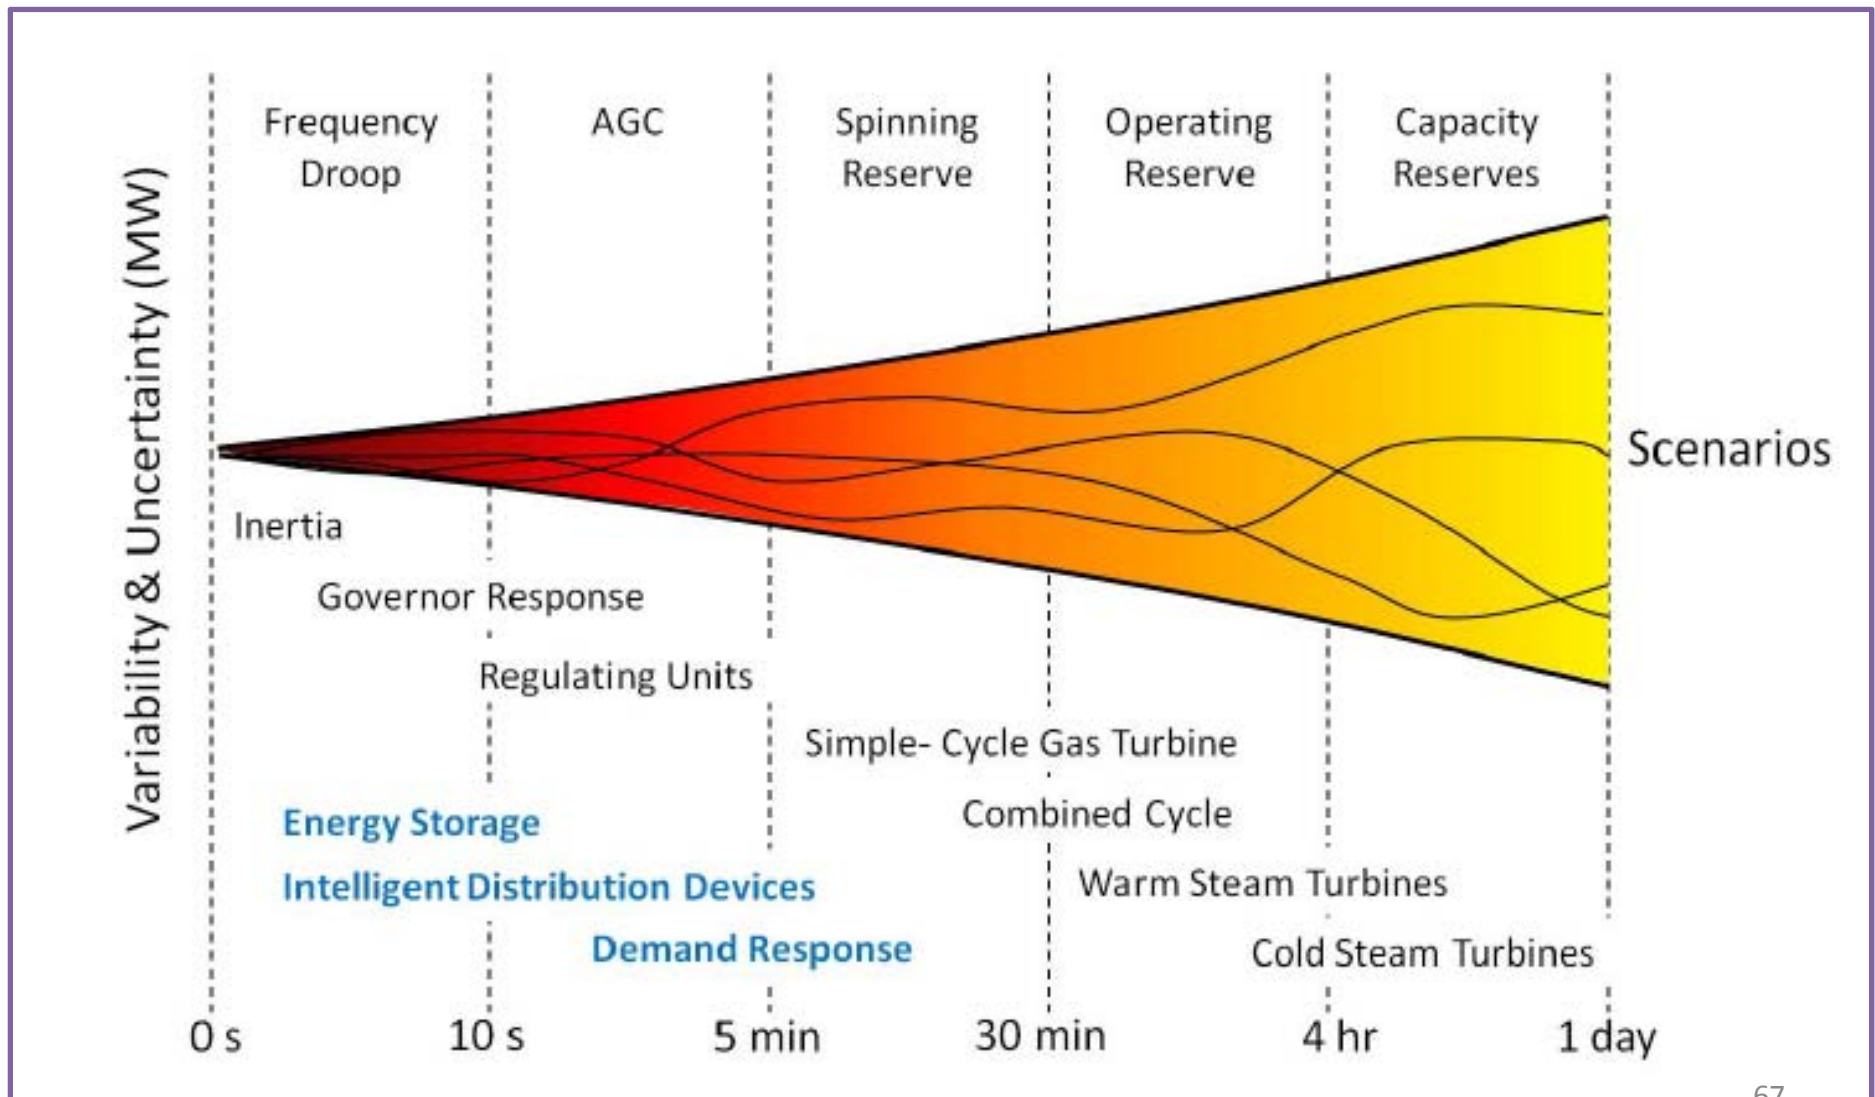 Frequency
Droop
AGC
Spinning
Reserve
Operating
Reserve
Capacity
Reserves
Variability & Uncertainty (MW)
Scenarios
Inertia
Governor Response
Regulating Units
Simple- Cycle Gas Turbine
Combined Cycle
Energy Storage
Intelligent Distribution Devices
Warm Steam Turbines
Demand Response
Cold Steam Turbines
0 s
10 s
5 min
30 min
4 hr
1 day
67